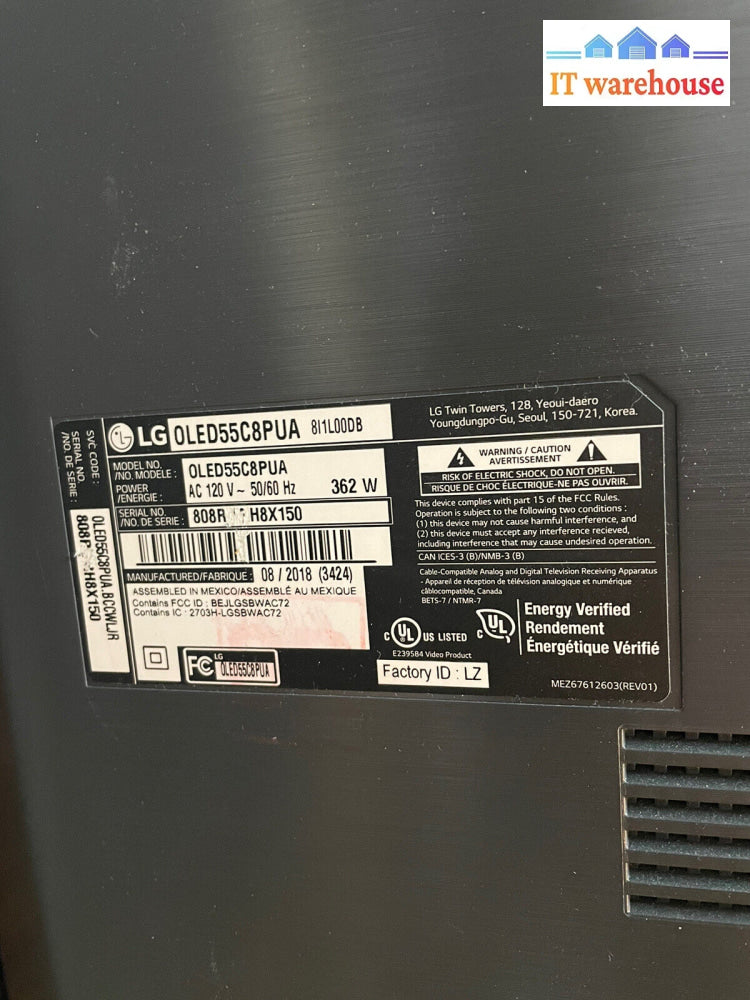 IT warehouse
LG OLED55C8PUA 8I1L00DB
LG Twin Towers, 128, Yeoui-daero
Youngdungpo-Gu, Seoul, 150-721, Korea.
SVC CODE :
OLED55C8PUA.BCCWLJR
SERIAL NO.
/NO. DE SERIE :
H8X150
MODEL NO.
/NO. MODÈLE : OLED55C8PUA
POWER
/ENERGIE : AC 120 V ~ 50/60 Hz 362 W
SERIAL NO.
/NO. DE SERIE : 808R H8X150
MANUFACTURED/FABRIQUÉ : 08 / 2018 (3424)
ASSEMBLED IN MEXICO/ASSEMBLÉ AU MEXIQUE
Contains FCC ID : BEJLGSBWAC72
Contains IC : 2703H-LGSBWAC72
FC LG
OLED55C8PUA
WARNING / CAUTION
AVERTISSEMENT
RISK OF ELECTRIC SHOCK, DO NOT OPEN.
RISQUE DE CHOC ÉLECTRIQUE-NE PAS OUVRIR.
This device complies with part 15 of the FCC Rules.
Operation is subject to the following two conditions :
(1) this device may not cause harmful interference, and
(2) this device must accept any interference recieved,
including interference that may cause undesired operation.
CAN ICES-3 (B)/NMB-3 (B)
Cable-Compatible Analog and Digital Television Receiving Apparatus
- Appareil de réception de télévision analogique et numérique
câblocompatible, Canada
BETS-7 / NTMR-7
C UL US LISTED
E239584 Video Product
C UL
Energy Verified
Rendement
Énergétique Vérifié
Factory ID : LZ
MEZ67612603(REV01)